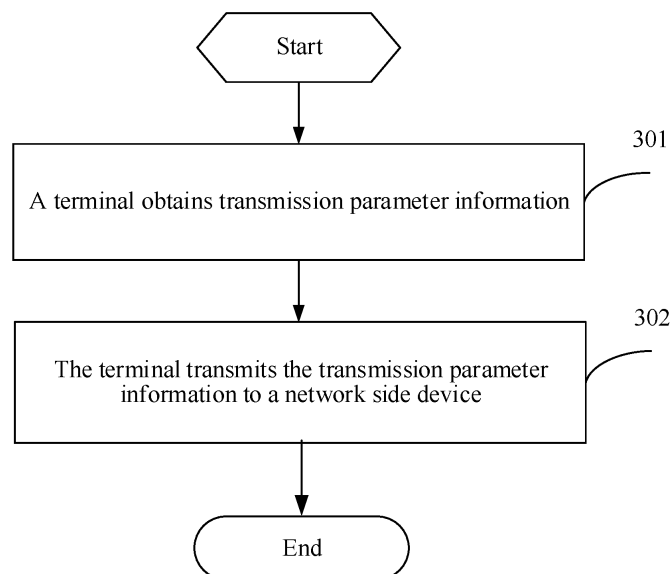 Start
301
A terminal obtains transmission parameter information
302
The terminal transmits the transmission parameter
information to a network side device
End